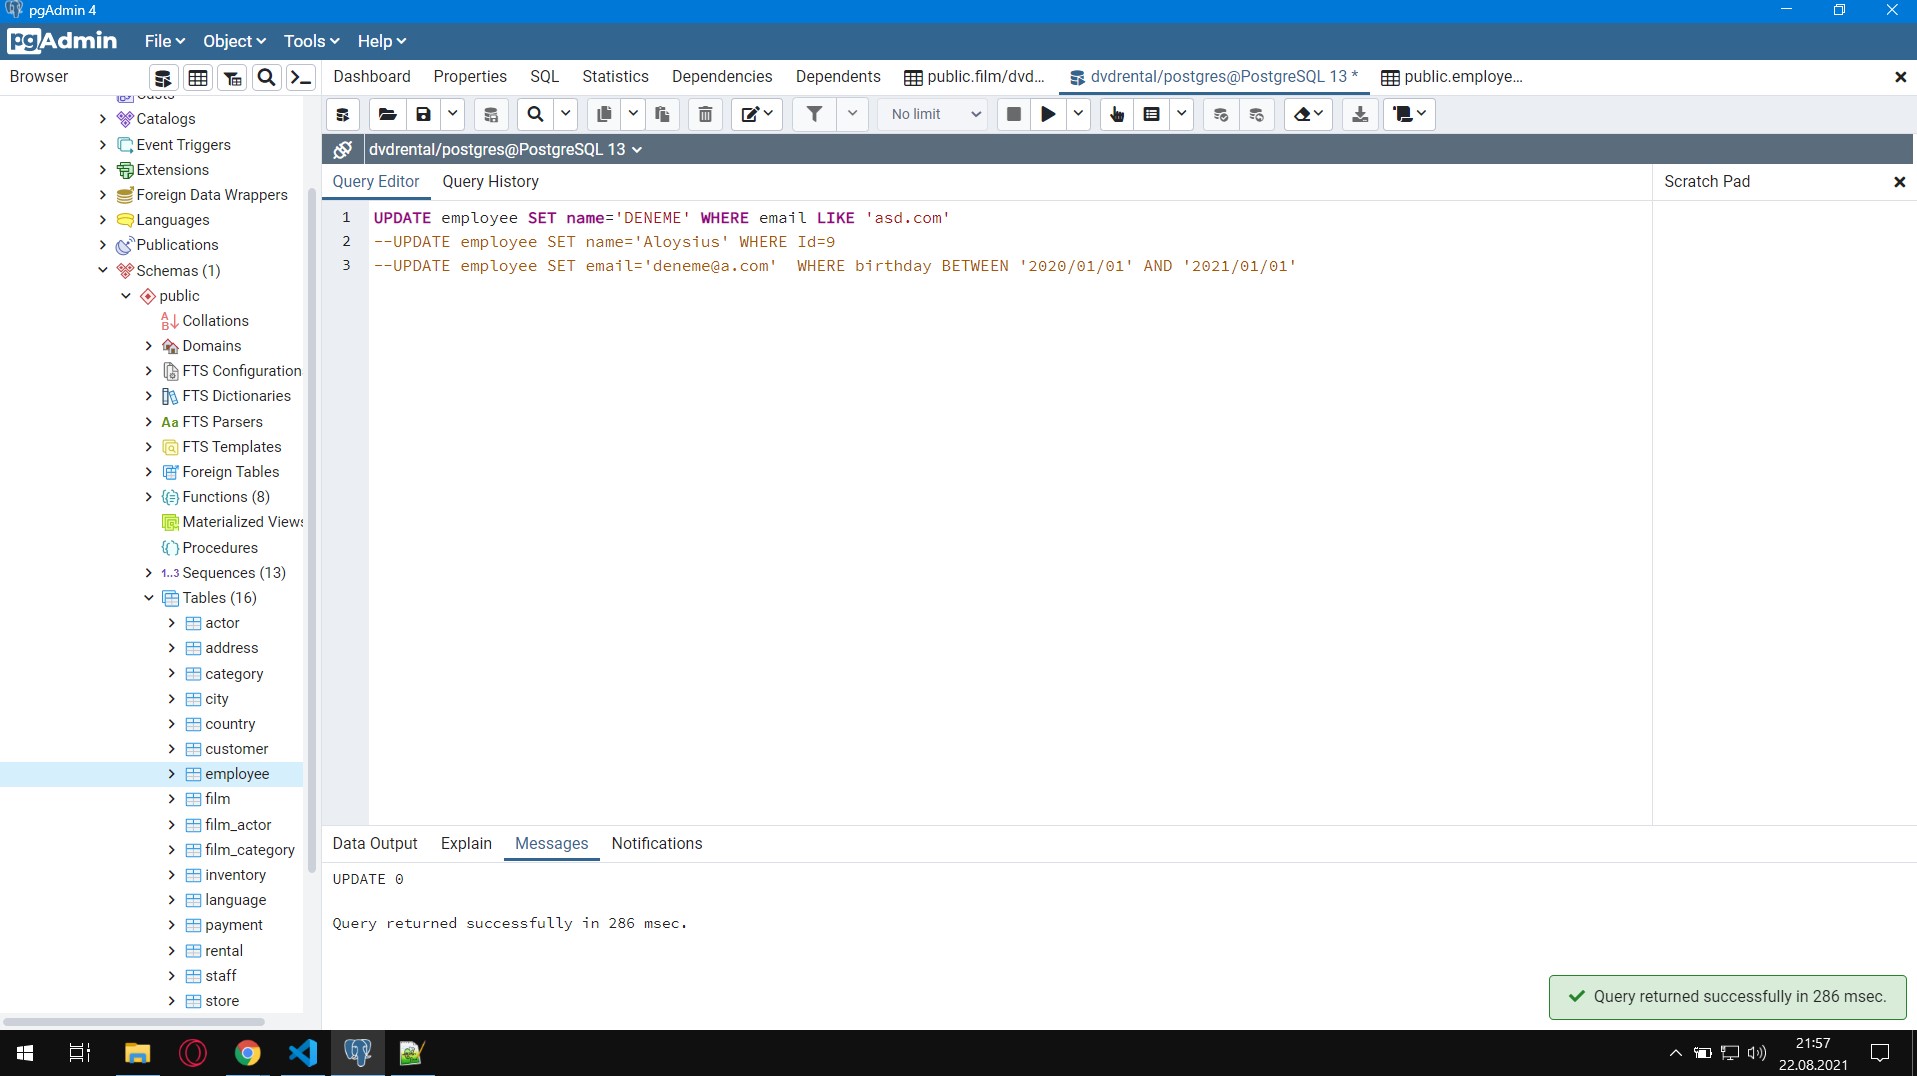 pgAdmin 4
pgAdmin File Object Tools Help
Browser
Dashboard Properties SQL Statistics Dependencies Dependents public.film/dvd... dvdrental/postgres@PostgreSQL 13 * public.employe...
No limit
dvdrental/postgres@PostgreSQL 13
Query Editor Query History
Scratch Pad
1 UPDATE employee SET name='DENEME' WHERE email LIKE 'asd.com'
2 --UPDATE employee SET name='Aloysius' WHERE Id=9
3 --UPDATE employee SET email='deneme@a.com'  WHERE birthday BETWEEN '2020/01/01' AND '2021/01/01'
Casts
Catalogs
Event Triggers
Extensions
Foreign Data Wrappers
Languages
Publications
Schemas (1)
public
Collations
Domains
FTS Configuration
FTS Dictionaries
Aa FTS Parsers
FTS Templates
Foreign Tables
Functions (8)
Materialized Views
Procedures
1..3 Sequences (13)
Tables (16)
actor
address
category
city
country
customer
employee
film
film_actor
film_category
inventory
language
payment
rental
staff
store
Data Output Explain Messages Notifications
UPDATE 0
Query returned successfully in 286 msec.
Query returned successfully in 286 msec.
21:57
22.08.2021